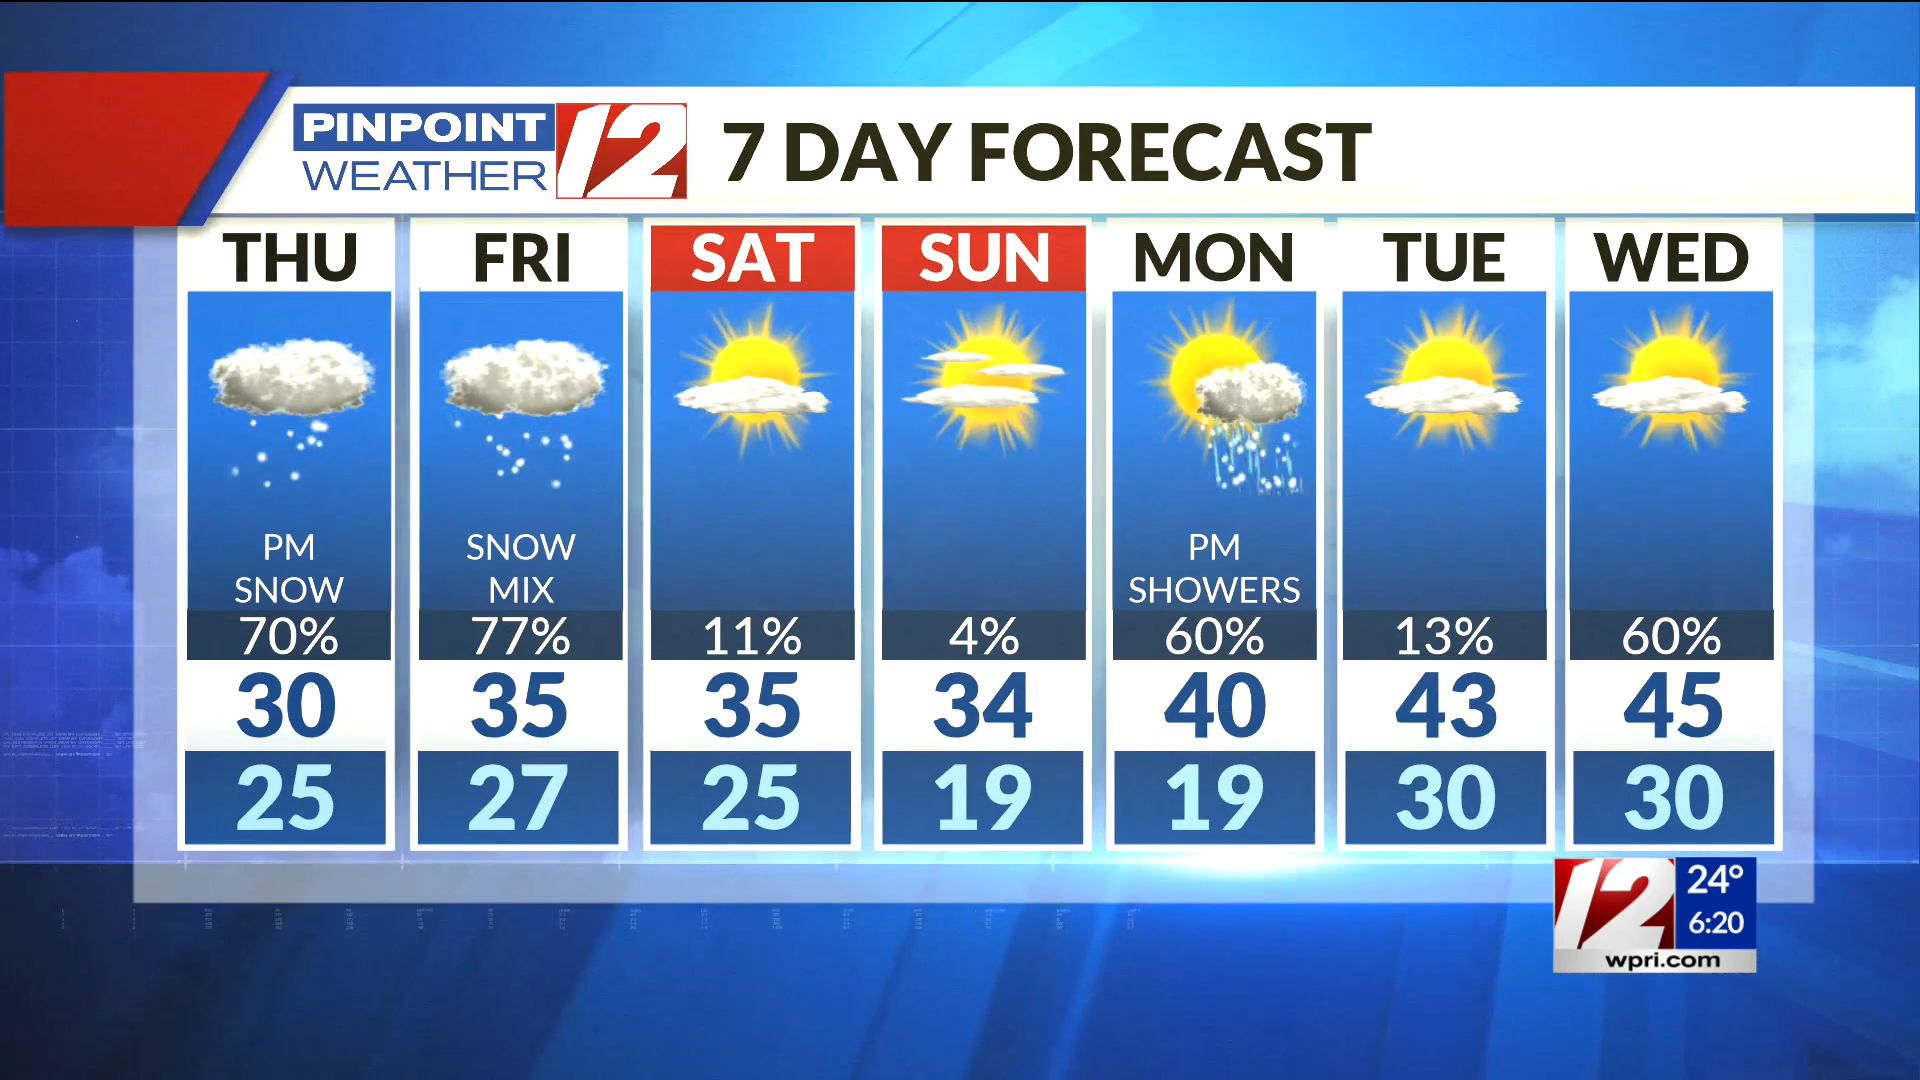 PINPOINT
WEATHER 12
7 DAY FORECAST
THU FRI SAT SUN MON TUE WED
PM
SNOW
SNOW
MIX
PM
SHOWERS
70% 77% 11% 4% 60% 13% 60%
30 35 35 34 40 43 45
25 27 25 19 19 30 30
12
24°
6:20
wpri.com